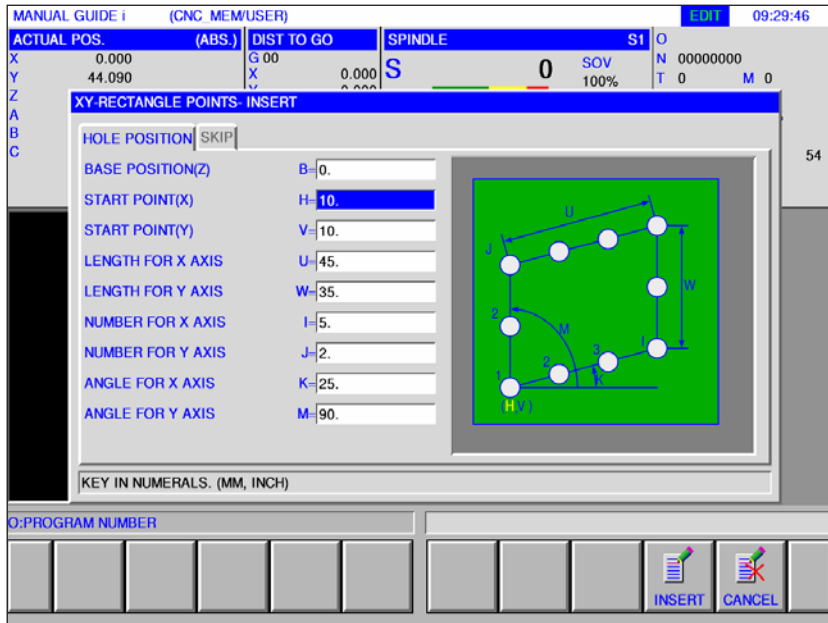 MANUAL GUIDE i (CNC_MEM/USER) EDIT 09:29:46
ACTUAL POS. (ABS.) DIST TO GO SPINDLE S1 O
X 0.000 G 00 S 0 SOV N 00000000
Y 44.090 X 0.000 100% T 0 M 0
Z
A
B
C 54
XY-RECTANGLE POINTS- INSERT
HOLE POSITION SKIP
BASE POSITION(Z) B=0.
START POINT(X) H=10.
START POINT(Y) V=10.
LENGTH FOR X AXIS U=45.
LENGTH FOR Y AXIS W=35.
NUMBER FOR X AXIS I=5.
NUMBER FOR Y AXIS J=2.
ANGLE FOR X AXIS K=25.
ANGLE FOR Y AXIS M=90.
U
J
W
2
M
3 I
2
1 K
(H,V)
KEY IN NUMERALS. (MM, INCH)
O:PROGRAM NUMBER
INSERT CANCEL